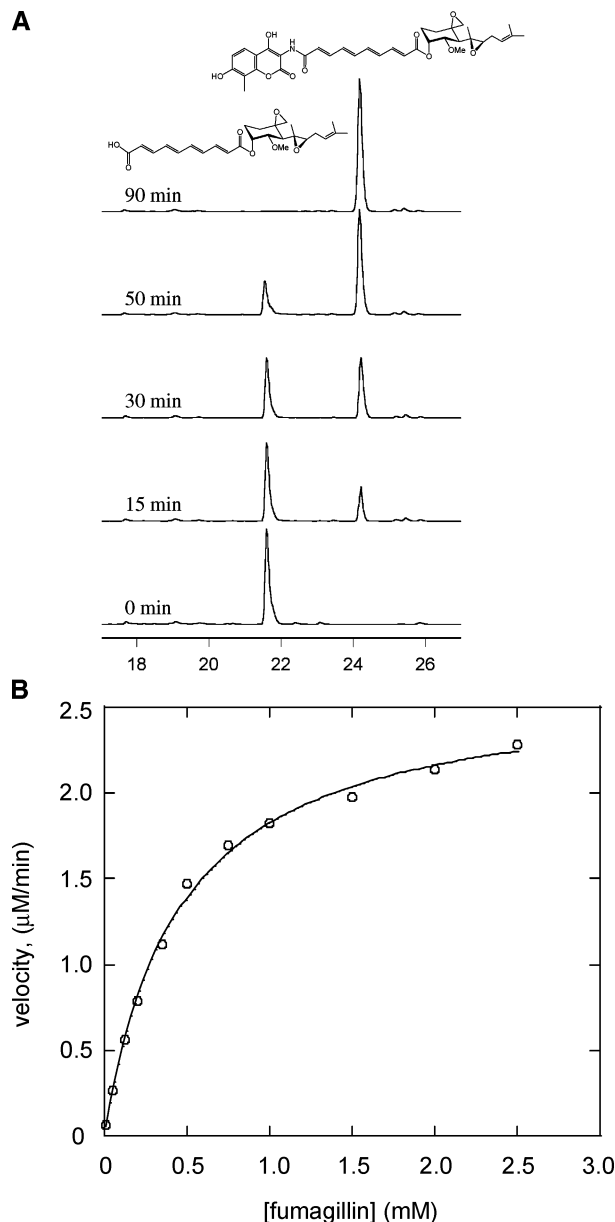 A
OH
H
N
O
O
O
OMe
O
HO
O
O
O
O
O
HO
O
O
OMe
O
90 min
50 min
30 min
15 min
0 min
18 20 22 24 26
B
2.5
2.0
1.5
1.0
0.5
0
velocity, (μM/min)
0 0.5 1.0 1.5 2.0 2.5 3.0
[fumagillin] (mM)